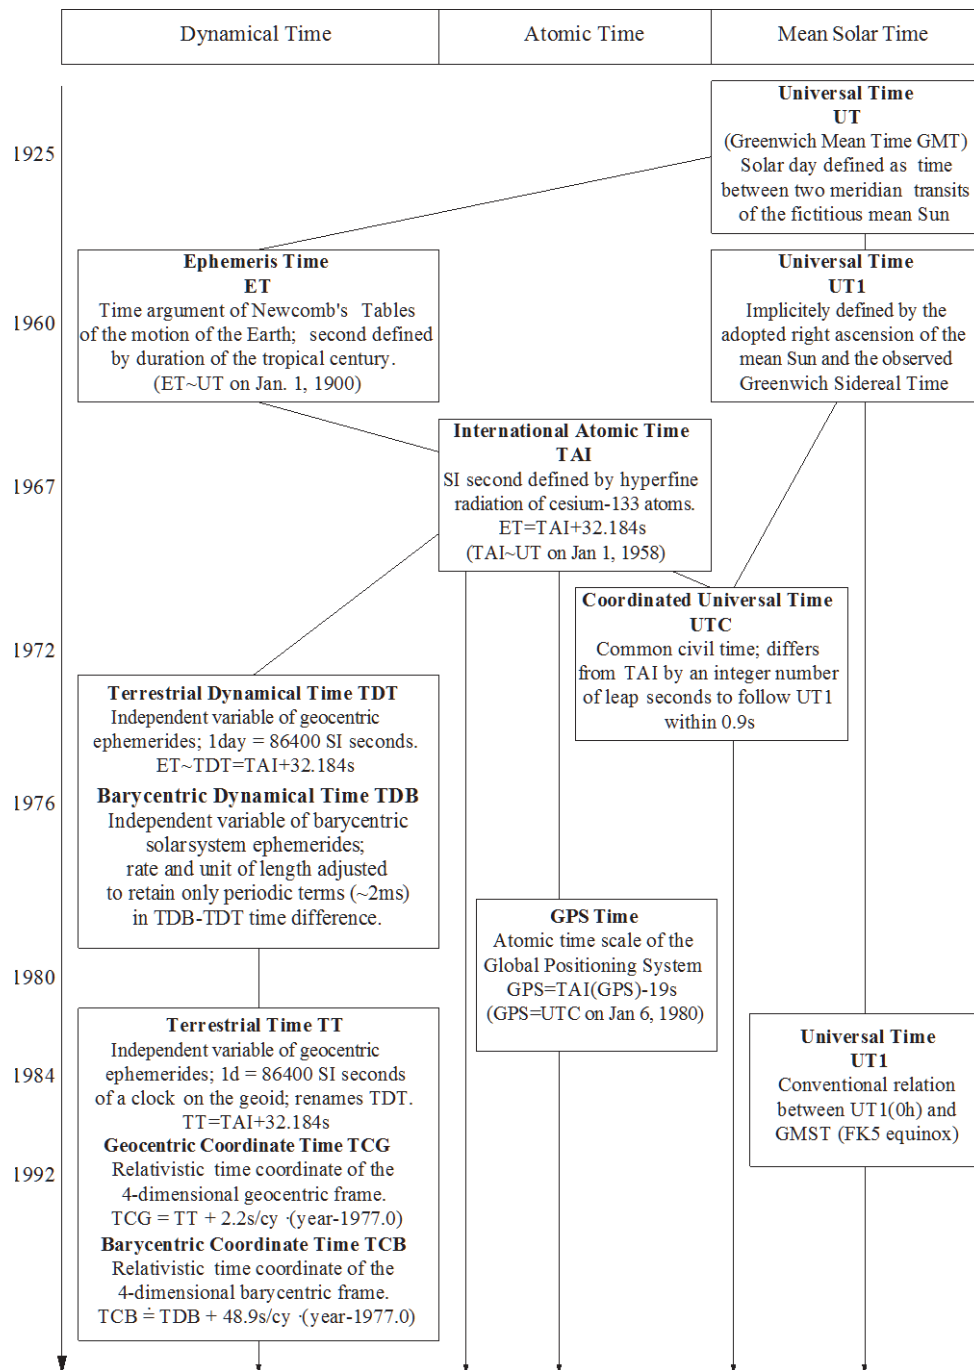 Dynamical Time
Atomic Time
Mean Solar Time
1925
1960
1967
1972
1976
1980
1984
1992
Universal Time
UT
(Greenwich Mean Time GMT)
Solar day defined as time
between two meridian transits
of the fictitious mean Sun
Ephemeris Time
ET
Time argument of Newcomb's Tables
of the motion of the Earth; second defined
by duration of the tropical century.
(ET~UT on Jan. 1, 1900)
Universal Time
UT1
Implicitely defined by the
adopted right ascension of the
mean Sun and the observed
Greenwich Sidereal Time
International Atomic Time
TAI
SI second defined by hyperfine
radiation of cesium-133 atoms.
ET=TAI+32.184s
(TAI~UT on Jan 1, 1958)
Coordinated Universal Time
UTC
Common civil time; differs
from TAI by an integer number
of leap seconds to follow UT1
within 0.9s
Terrestrial Dynamical Time TDT
Independent variable of geocentric
ephemerides; 1day = 86400 SI seconds.
ET~TDT=TAI+32.184s
Barycentric Dynamical Time TDB
Independent variable of barycentric
solarsystem ephemerides;
rate and unit of length adjusted
to retain only periodic terms (~2ms)
in TDB-TDT time difference.
GPS Time
Atomic time scale of the
Global Positioning System
GPS=TAI(GPS)-19s
(GPS=UTC on Jan 6, 1980)
Terrestrial Time TT
Independent variable of geocentric
ephemerides; 1d = 86400 SI seconds
of a clock on the geoid; renames TDT.
TT=TAI+32.184s
Geocentric Coordinate Time TCG
Relativistic time coordinate of the
4-dimensional geocentric frame.
TCG = TT + 2.2s/cy ·(year-1977.0)
Barycentric Coordinate Time TCB
Relativistic time coordinate of the
4-dimensional barycentric frame.
TCB ≐ TDB + 48.9s/cy ·(year-1977.0)
Universal Time
UT1
Conventional relation
between UT1(0h) and
GMST (FK5 equinox)